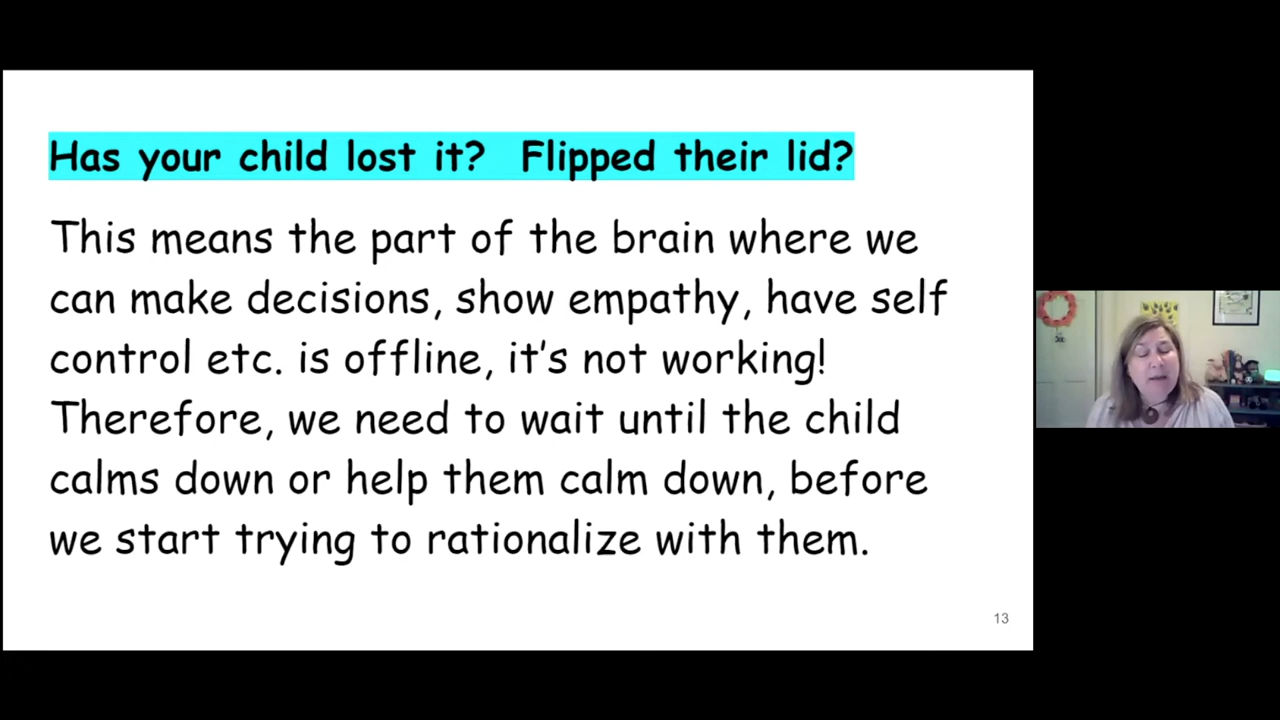 Has your child lost it? Flipped their lid?
This means the part of the brain where we
can make decisions, show empathy, have self
control etc. is offline, it's not working!
Therefore, we need to wait until the child
calms down or help them calm down, before
we start trying to rationalize with them.
13